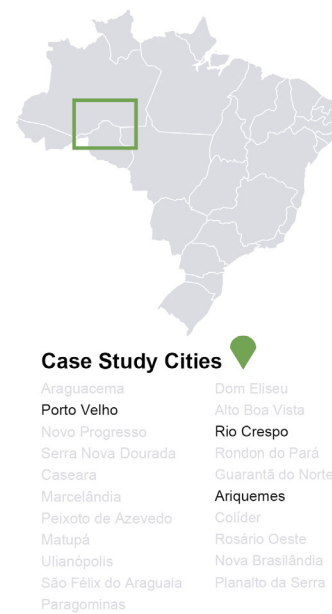 Case Study Cities
Araguacema
Porto Velho
Novo Progresso
Serra Nova Dourada
Caseara
Marcelândia
Peixoto de Azevedo
Matupá
Ulianópolis
São Félix do Araguaia
Paragominas
Dom Eliseu
Alto Boa Vista
Rio Crespo
Rondon do Pará
Guarantã do Norte
Ariquemes
Colíder
Rosário Oeste
Nova Brasilândia
Planalto da Serra